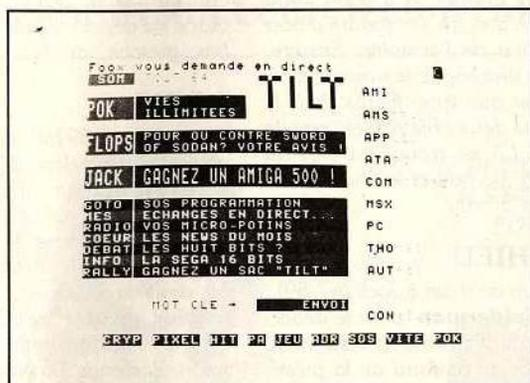 Foox vous demande en direct
SOM
TILT
POK VIES ILLIMITEES
FLOPS POUR OU CONTRE SWORD OF SODAN? VOTRE AVIS !
JACK GAGNEZ UN AMIGA 500 !
GOTO SOS PROGRAMMATION
MES ECHANGES EN DIRECT...
RADIO VOS MICRO-POTINS
COEUR LES NEWS DU MOIS
DEBAT LES HUIT BITS ?
INFO LA SEGA 16 BITS
RALLY GAGNEZ UN SAC "TILT"
AMI
AMS
APP
ATA
COM
MSX
PC
THO
AUT
CON
MOT CLE → ENVOI
CRYP PIXEL HIT PA JEU ADR SOS VITE POK